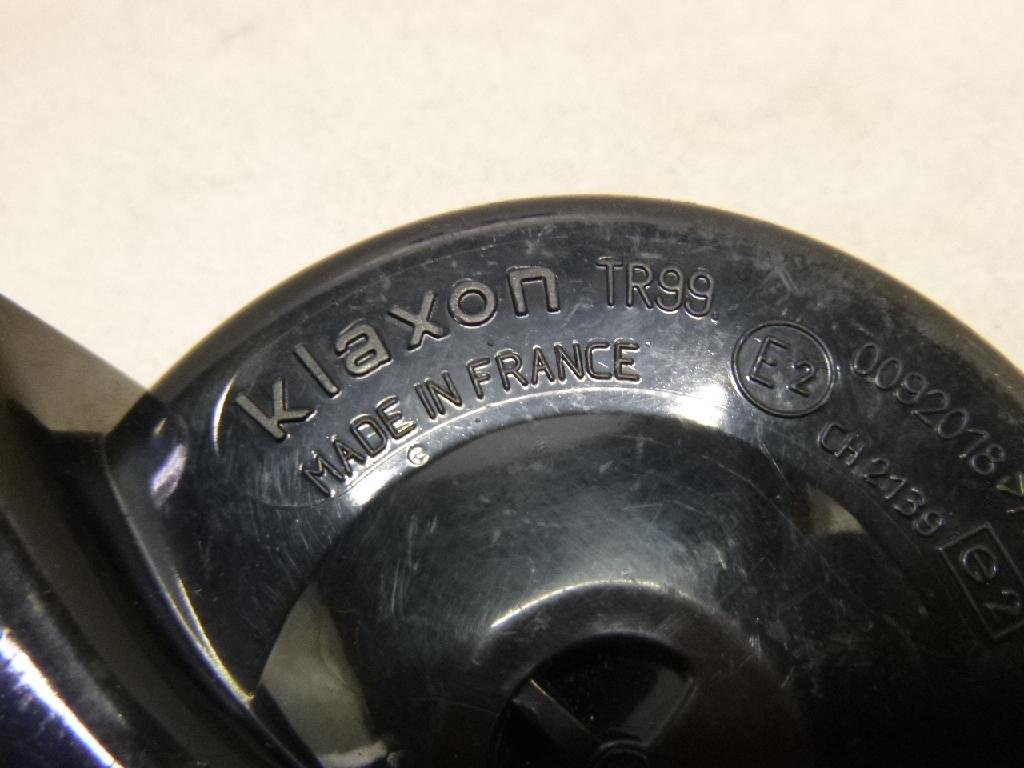 klaxon TR99.
MADE IN FRANCE
G
E2
0092018
CH 2139
e2